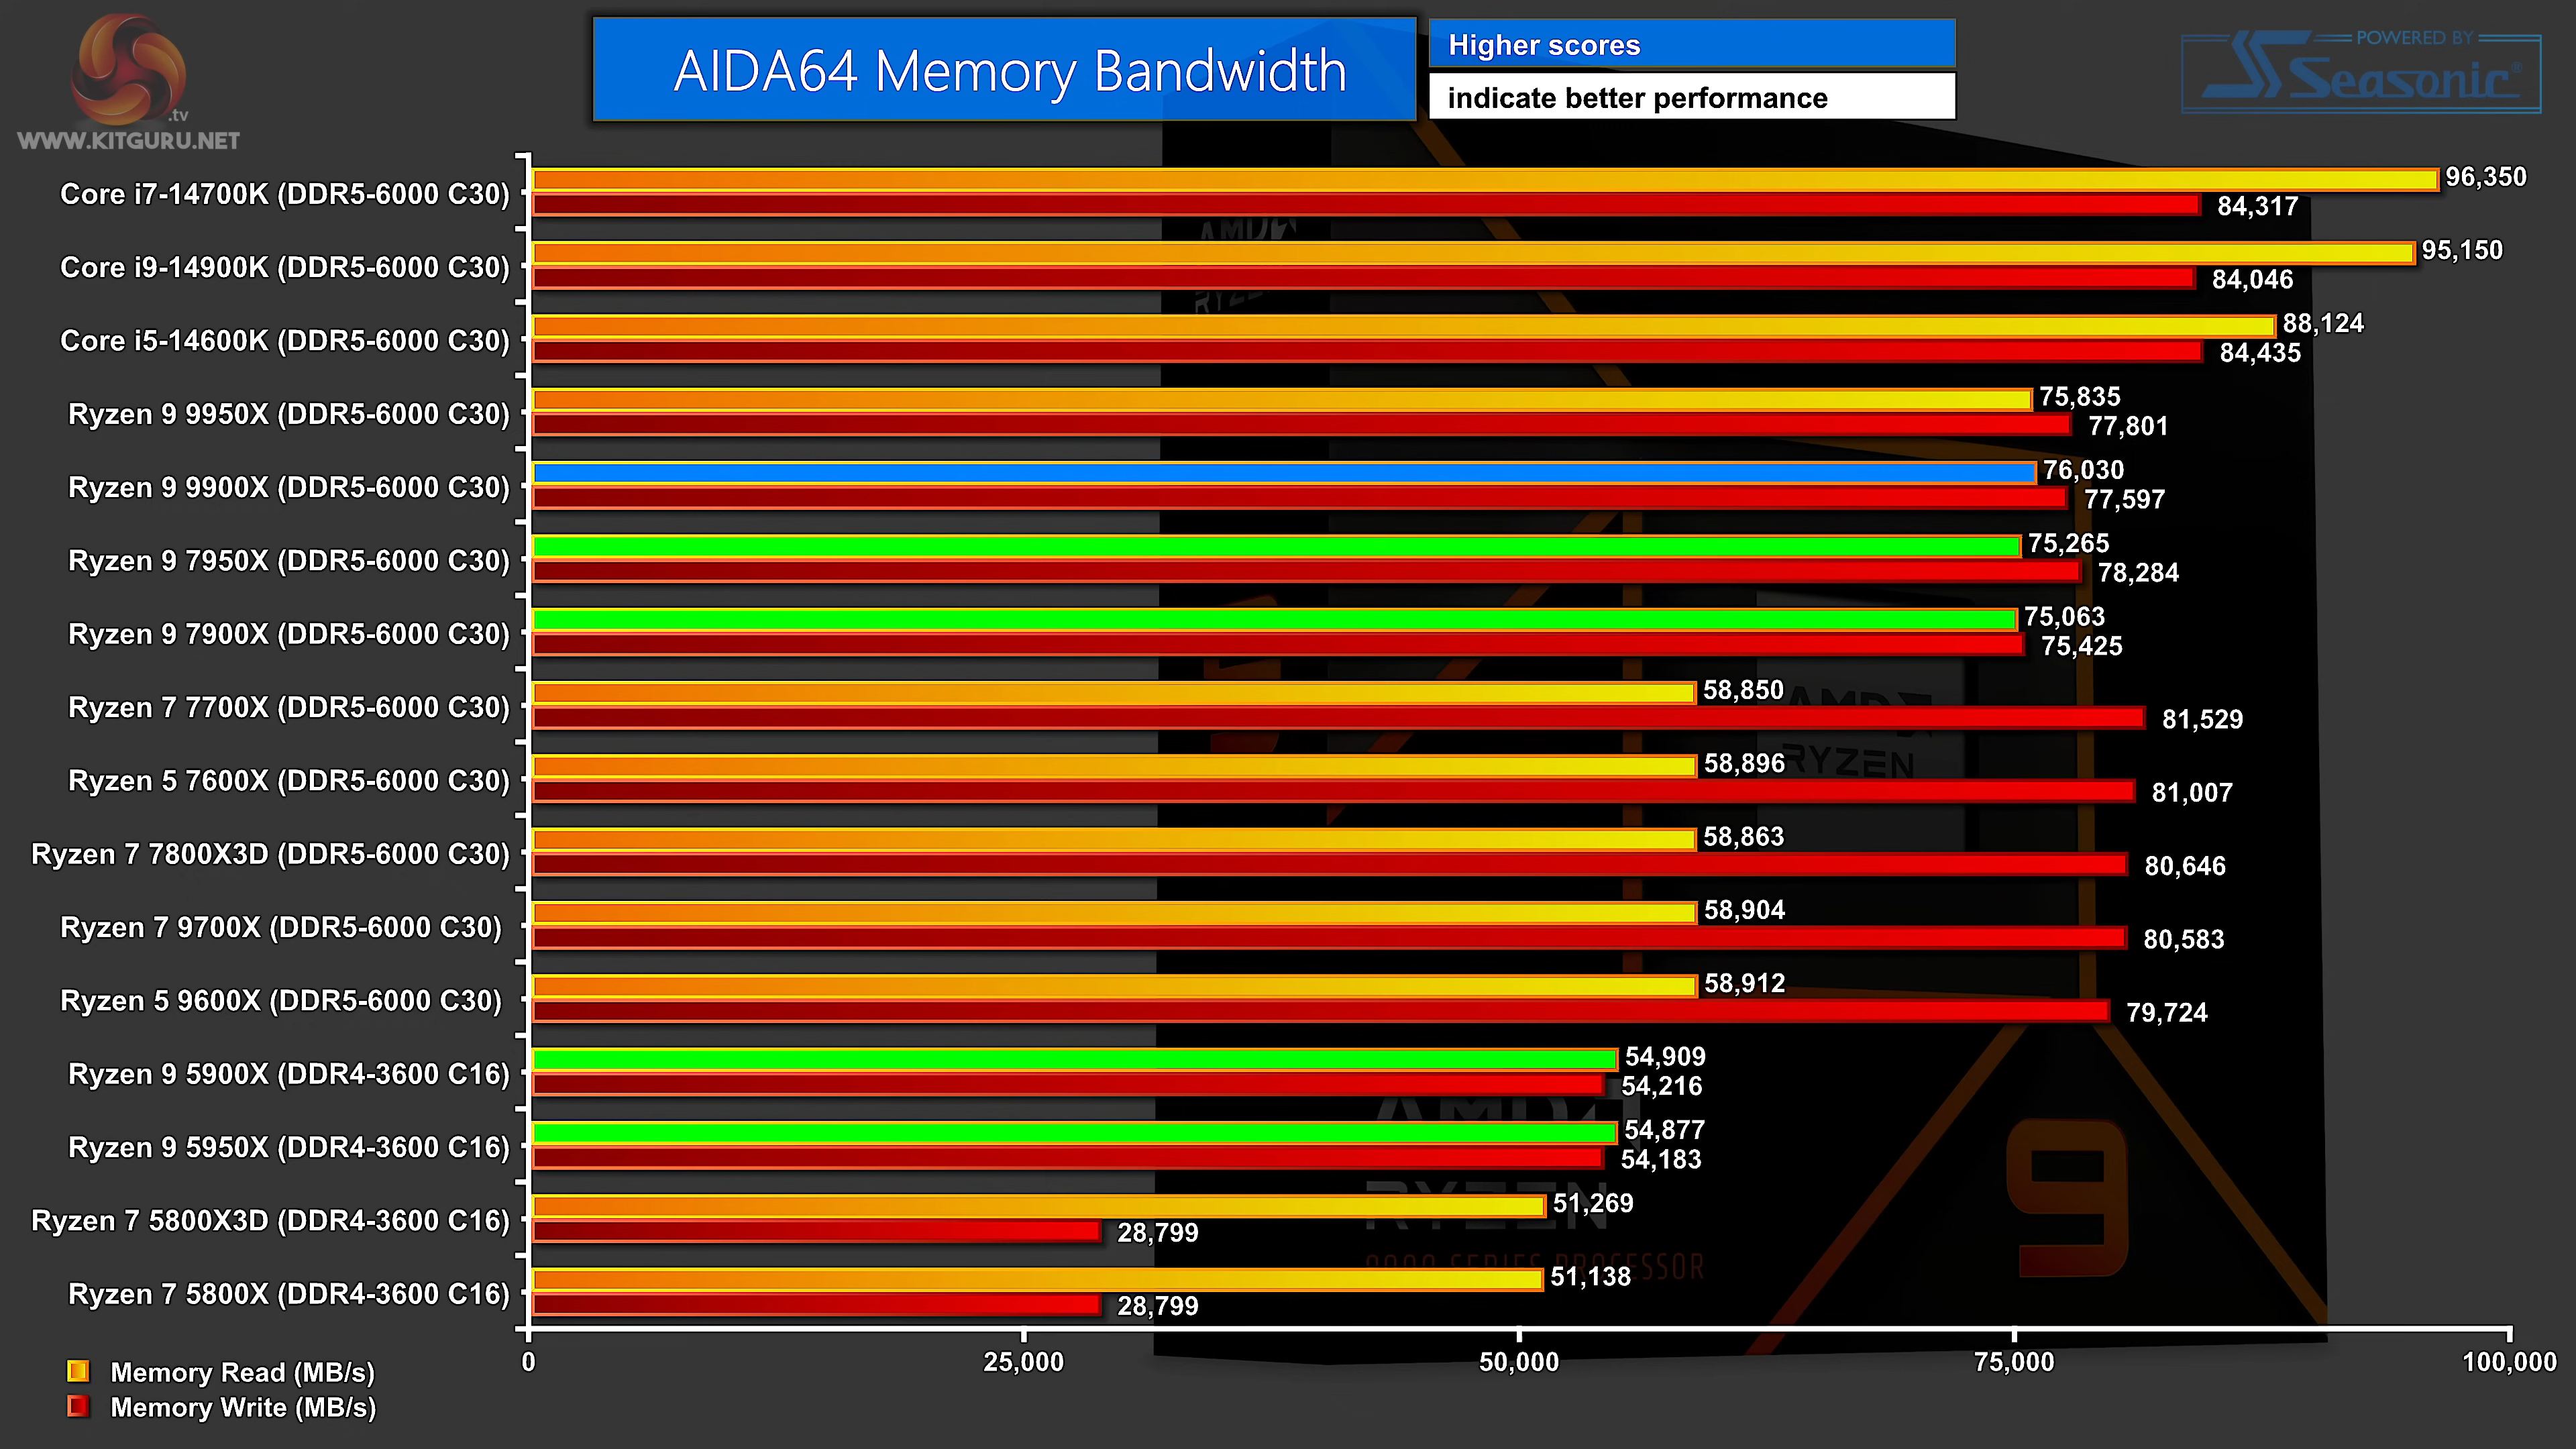 .tv
WWW.KITGURU.NET
AIDA64 Memory Bandwidth
Higher scores
indicate better performance
POWERED BY
Seasonic®
Core i7-14700K (DDR5-6000 C30)
96,350
84,317
Core i9-14900K (DDR5-6000 C30)
95,150
84,046
Core i5-14600K (DDR5-6000 C30)
88,124
84,435
Ryzen 9 9950X (DDR5-6000 C30)
75,835
77,801
Ryzen 9 9900X (DDR5-6000 C30)
76,030
77,597
Ryzen 9 7950X (DDR5-6000 C30)
75,265
78,284
Ryzen 9 7900X (DDR5-6000 C30)
75,063
75,425
Ryzen 7 7700X (DDR5-6000 C30)
58,850
81,529
Ryzen 5 7600X (DDR5-6000 C30)
58,896
81,007
Ryzen 7 7800X3D (DDR5-6000 C30)
58,863
80,646
Ryzen 7 9700X (DDR5-6000 C30)
58,904
80,583
Ryzen 5 9600X (DDR5-6000 C30)
58,912
79,724
Ryzen 9 5900X (DDR4-3600 C16)
54,909
54,216
Ryzen 9 5950X (DDR4-3600 C16)
54,877
54,183
Ryzen 7 5800X3D (DDR4-3600 C16)
51,269
28,799
Ryzen 7 5800X (DDR4-3600 C16)
51,138
28,799
0
25,000
50,000
75,000
100,000
Memory Read (MB/s)
Memory Write (MB/s)
AMD
RYZEN
AMD
RYZEN
AMD
RYZEN
9